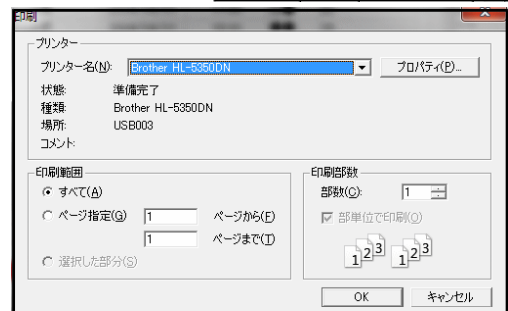 印刷
プリンター
プリンター名(N): Brother HL-5350DN プロパティ(P)...
状態: 準備完了
種類: Brother HL-5350DN
場所: USB003
コメント:
印刷範囲
すべて(A)
ページ指定(G) 1 ページから(F)
1 ページまで(T)
選択した部分(S)
印刷部数
部数(C): 1
部単位で印刷(O)
1 2 3 1 2 3
OK キャンセル